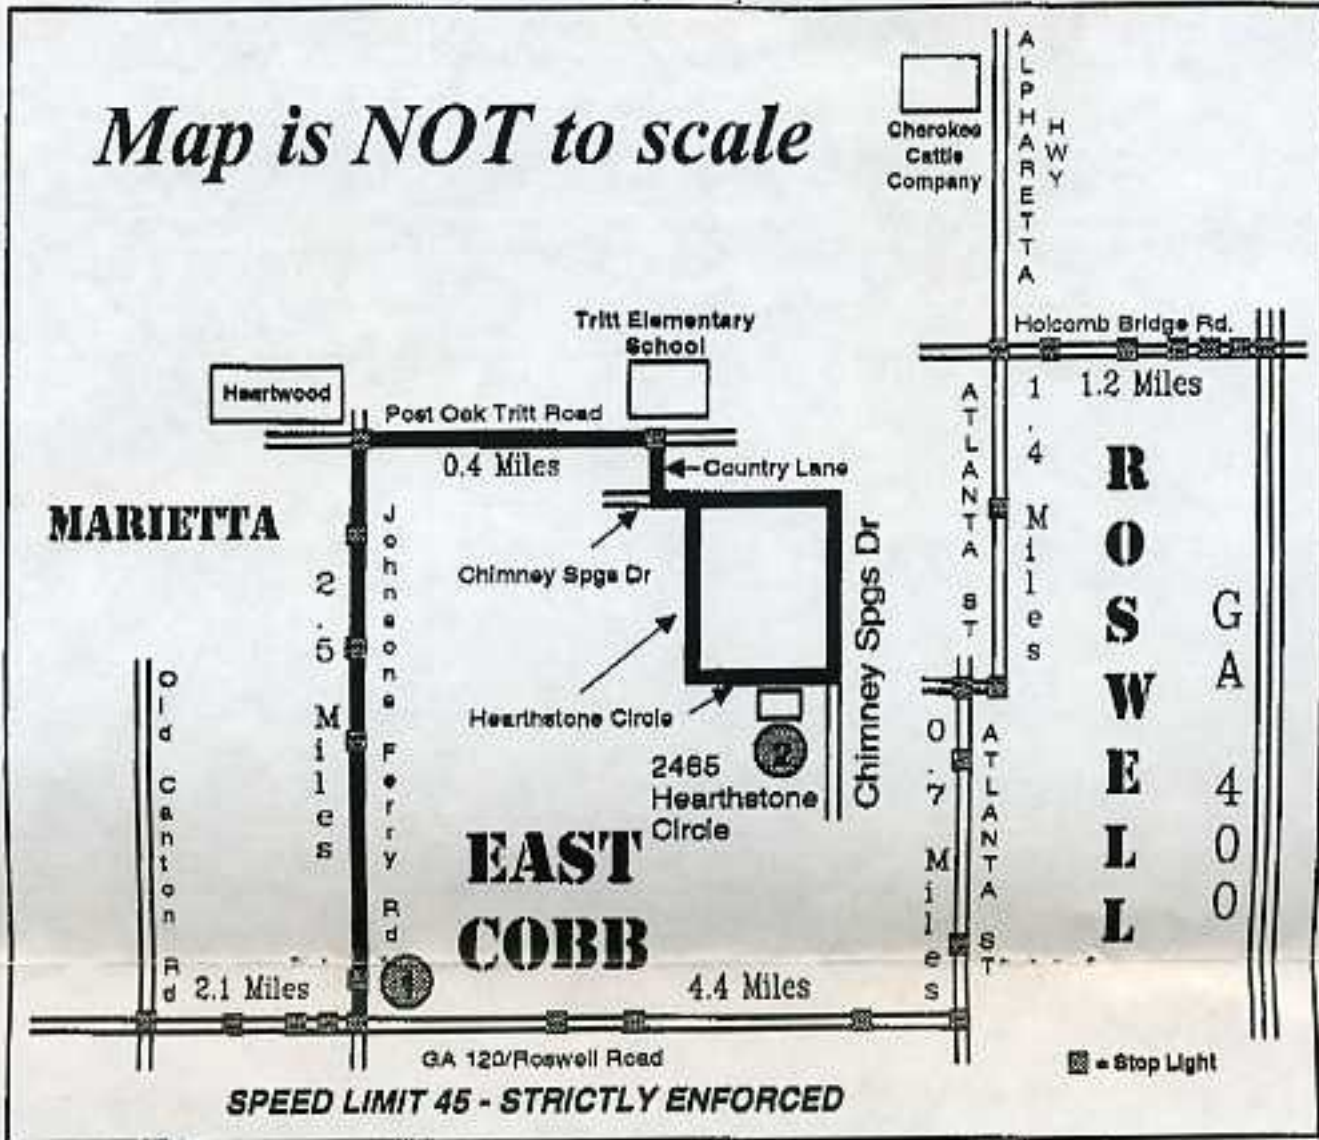 Map is NOT to scale
Cherokee
Cattle
Company
ALPHARETTA
HWY
Tritt Elementary
School
Holcomb Bridge Rd.
1.2 Miles
Heartwood
Post Oak Tritt Road
0.4 Miles
Country Lane
ATLANTA ST
1.4 Miles
ROSWELL
GA 400
MARIETTA
2.5 Miles
Johnsons Ferry Rd
Chimney Spgs Dr
Chimney Spgs Dr
Hearthstone Circle
2
2465
Hearthstone
Circle
Old Canton Rd
EAST
COBB
0.7 Miles
ATLANTA ST
1
2.1 Miles
4.4 Miles
GA 120/Roswell Road
= Stop Light
SPEED LIMIT 45 - STRICTLY ENFORCED